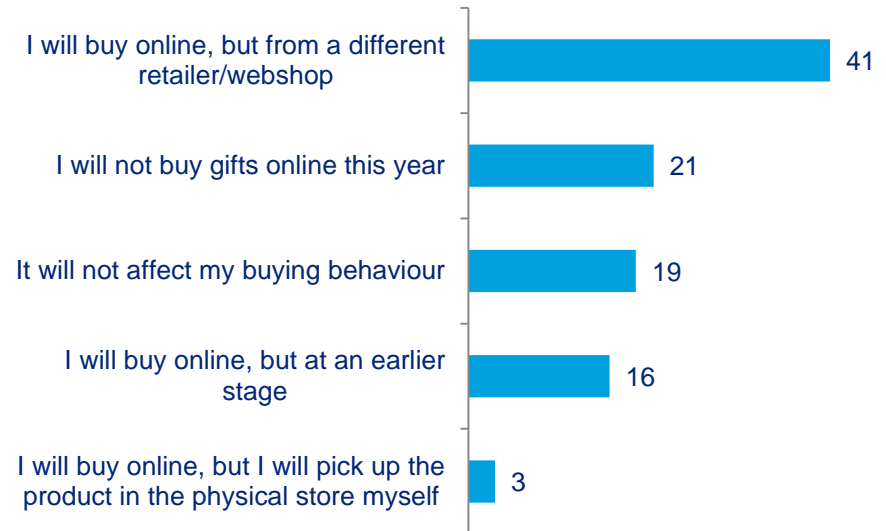 I will buy online, but from a different
retailer/webshop
41
I will not buy gifts online this year
21
It will not affect my buying behaviour
19
I will buy online, but at an earlier
stage
16
I will buy online, but I will pick up the
product in the physical store myself
3